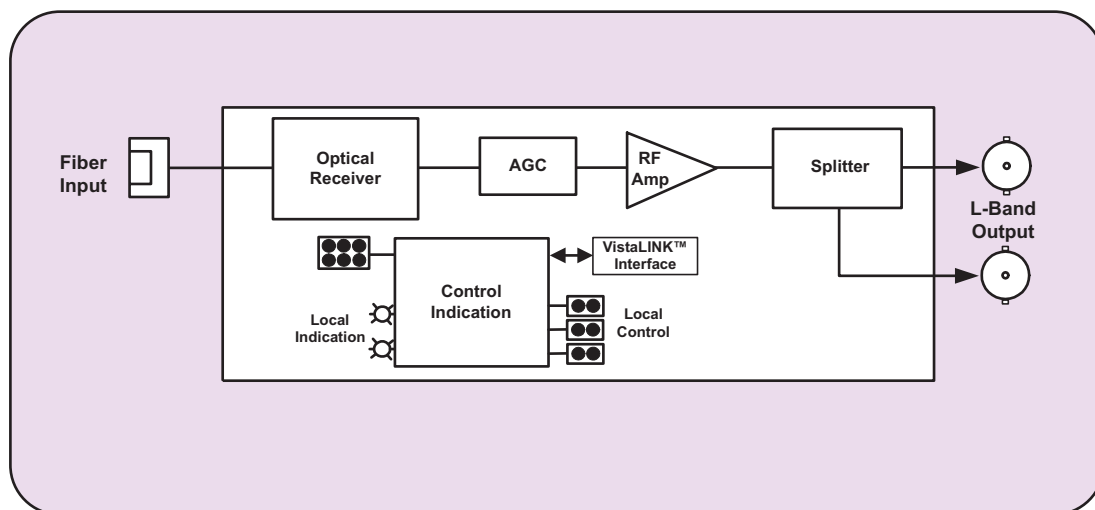 Fiber
Input
Optical
Receiver
AGC
RF
Amp
Splitter
L-Band
Output
VistaLINK™
Interface
Control
Indication
Local
Indication
Local
Control